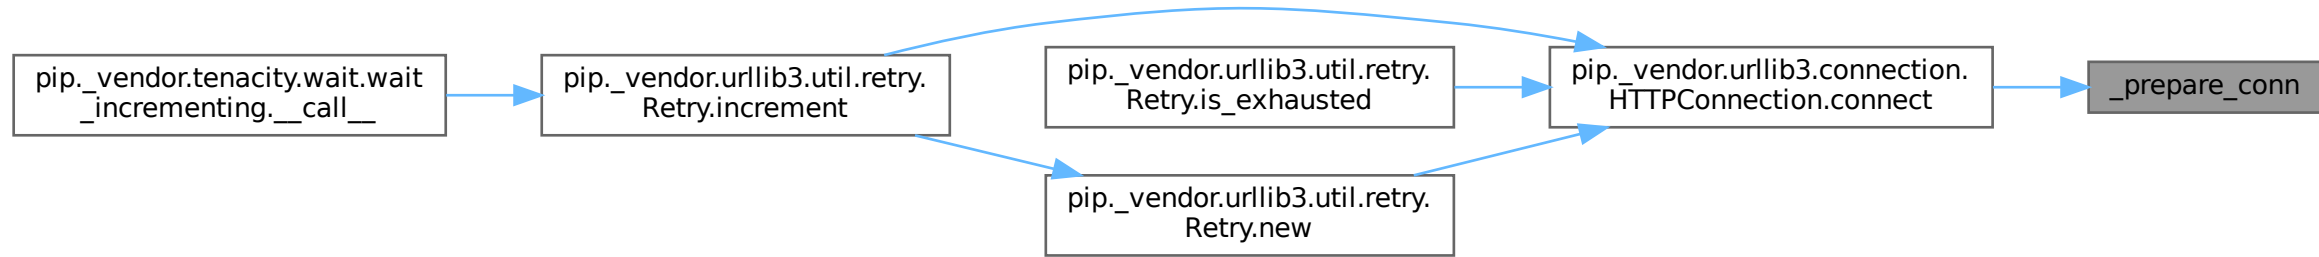 pip._vendor.tenacity.wait.wait
_incrementing.__call__
pip._vendor.urllib3.util.retry.
Retry.increment
pip._vendor.urllib3.util.retry.
Retry.is_exhausted
pip._vendor.urllib3.util.retry.
Retry.new
pip._vendor.urllib3.connection.
HTTPConnection.connect
_prepare_conn